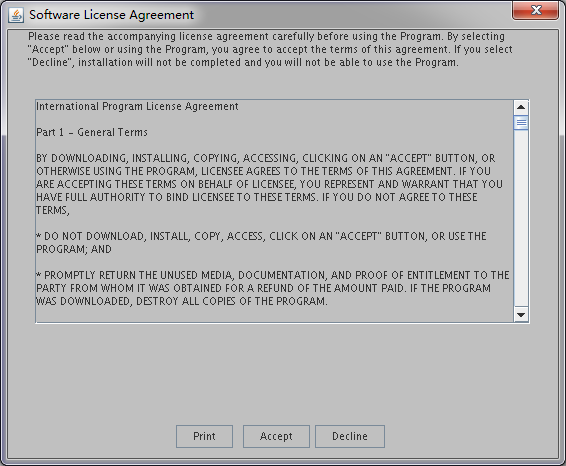 Software License Agreement
Please read the accompanying license agreement carefully before using the Program. By selecting
"Accept" below or using the Program, you agree to accept the terms of this agreement. If you select
"Decline", installation will not be completed and you will not be able to use the Program.
International Program License Agreement
Part 1 - General Terms
BY DOWNLOADING, INSTALLING, COPYING, ACCESSING, CLICKING ON AN "ACCEPT" BUTTON, OR
OTHERWISE USING THE PROGRAM, LICENSEE AGREES TO THE TERMS OF THIS AGREEMENT. IF YOU
ARE ACCEPTING THESE TERMS ON BEHALF OF LICENSEE, YOU REPRESENT AND WARRANT THAT YOU
HAVE FULL AUTHORITY TO BIND LICENSEE TO THESE TERMS. IF YOU DO NOT AGREE TO THESE
TERMS,
* DO NOT DOWNLOAD, INSTALL, COPY, ACCESS, CLICK ON AN "ACCEPT" BUTTON, OR USE THE
PROGRAM; AND
* PROMPTLY RETURN THE UNUSED MEDIA, DOCUMENTATION, AND PROOF OF ENTITLEMENT TO THE
PARTY FROM WHOM IT WAS OBTAINED FOR A REFUND OF THE AMOUNT PAID. IF THE PROGRAM
WAS DOWNLOADED, DESTROY ALL COPIES OF THE PROGRAM.
Print Accept Decline